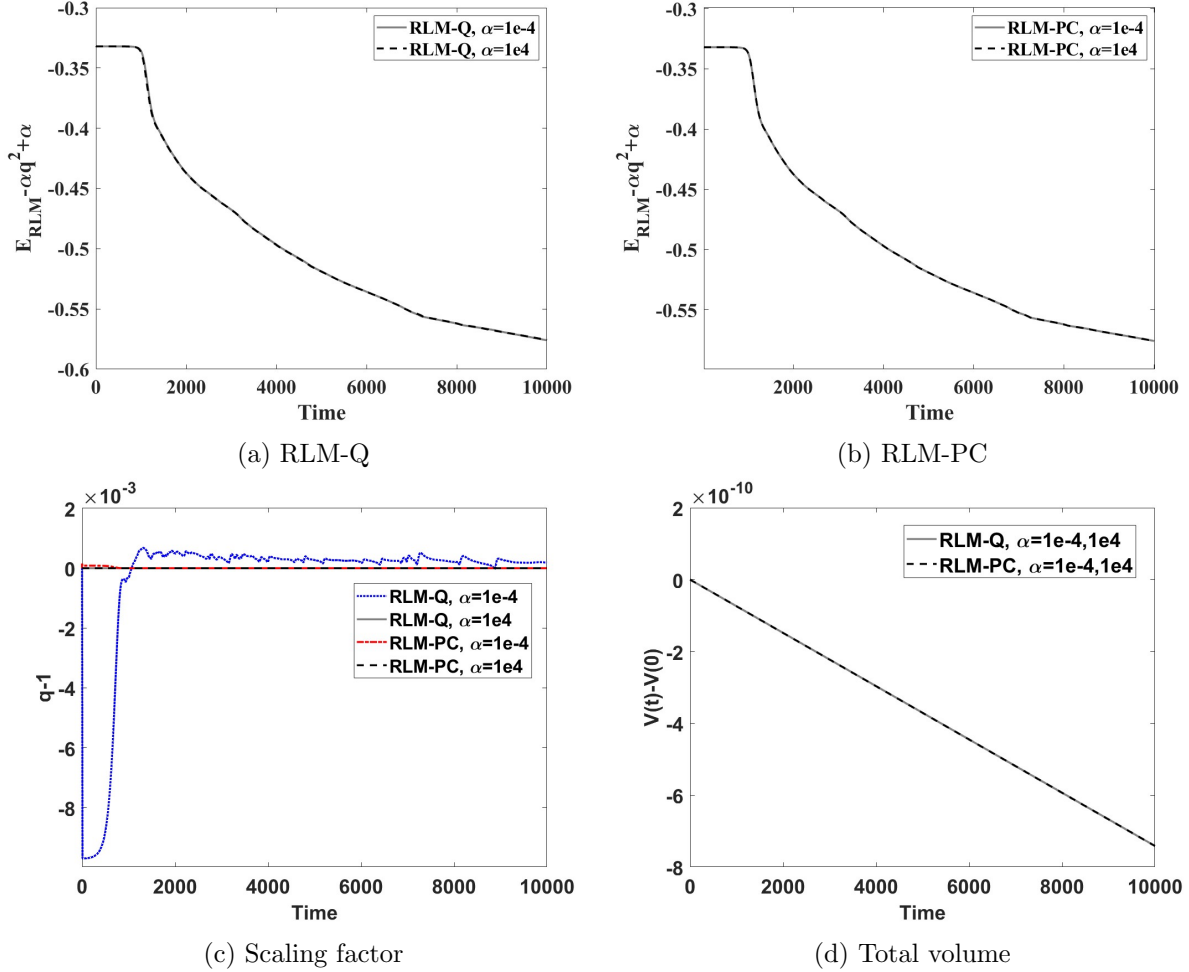 -0.3
-0.35
-0.4
-0.45
-0.5
-0.55
-0.6
E_RLM-αq²+α
RLM-Q, α=1e-4
RLM-Q, α=1e4
0 2000 4000 6000 8000 10000
Time
(a) RLM-Q
-0.3
-0.35
-0.4
-0.45
-0.5
-0.55
E_RLM-αq²+α
RLM-PC, α=1e-4
RLM-PC, α=1e4
2000 4000 6000 8000 10000
Time
(b) RLM-PC
×10⁻³
2
0
-2
-4
-6
-8
q-1
RLM-Q, α=1e-4
RLM-Q, α=1e4
RLM-PC, α=1e-4
RLM-PC, α=1e4
0 2000 4000 6000 8000 10000
Time
(c) Scaling factor
×10⁻¹⁰
2
0
-2
-4
-6
-8
V(t)-V(0)
RLM-Q, α=1e-4,1e4
RLM-PC, α=1e-4,1e4
0 2000 4000 6000 8000 10000
Time
(d) Total volume